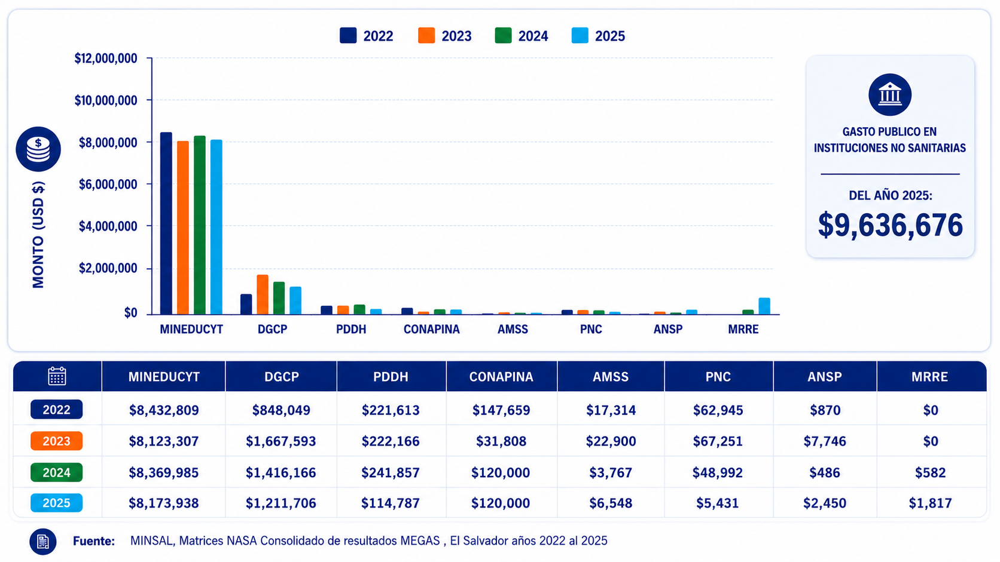 2022 2023 2024 2025
$12,000,000
$10,000,000
$8,000,000
$6,000,000
$4,000,000
$2,000,000
$0
MONTO (USD $)
$
MINEDUCYT DGCP PDDH CONAPINA AMSS PNC ANSP MRRE
GASTO PUBLICO EN
INSTITUCIONES NO SANITARIAS
DEL AÑO 2025:
$9,636,676
MINEDUCYT DGCP PDDH CONAPINA AMSS PNC ANSP MRRE
2022 $8,432,809 $848,049 $221,613 $147,659 $17,314 $62,945 $870 $0
2023 $8,123,307 $1,667,593 $222,166 $31,808 $22,900 $67,251 $7,746 $0
2024 $8,369,985 $1,416,166 $241,857 $120,000 $3,767 $48,992 $486 $582
2025 $8,173,938 $1,211,706 $114,787 $120,000 $6,548 $5,431 $2,450 $1,817
Fuente: MINSAL, Matrices NASA Consolidado de resultados MEGAS , El Salvador años 2022 al 2025